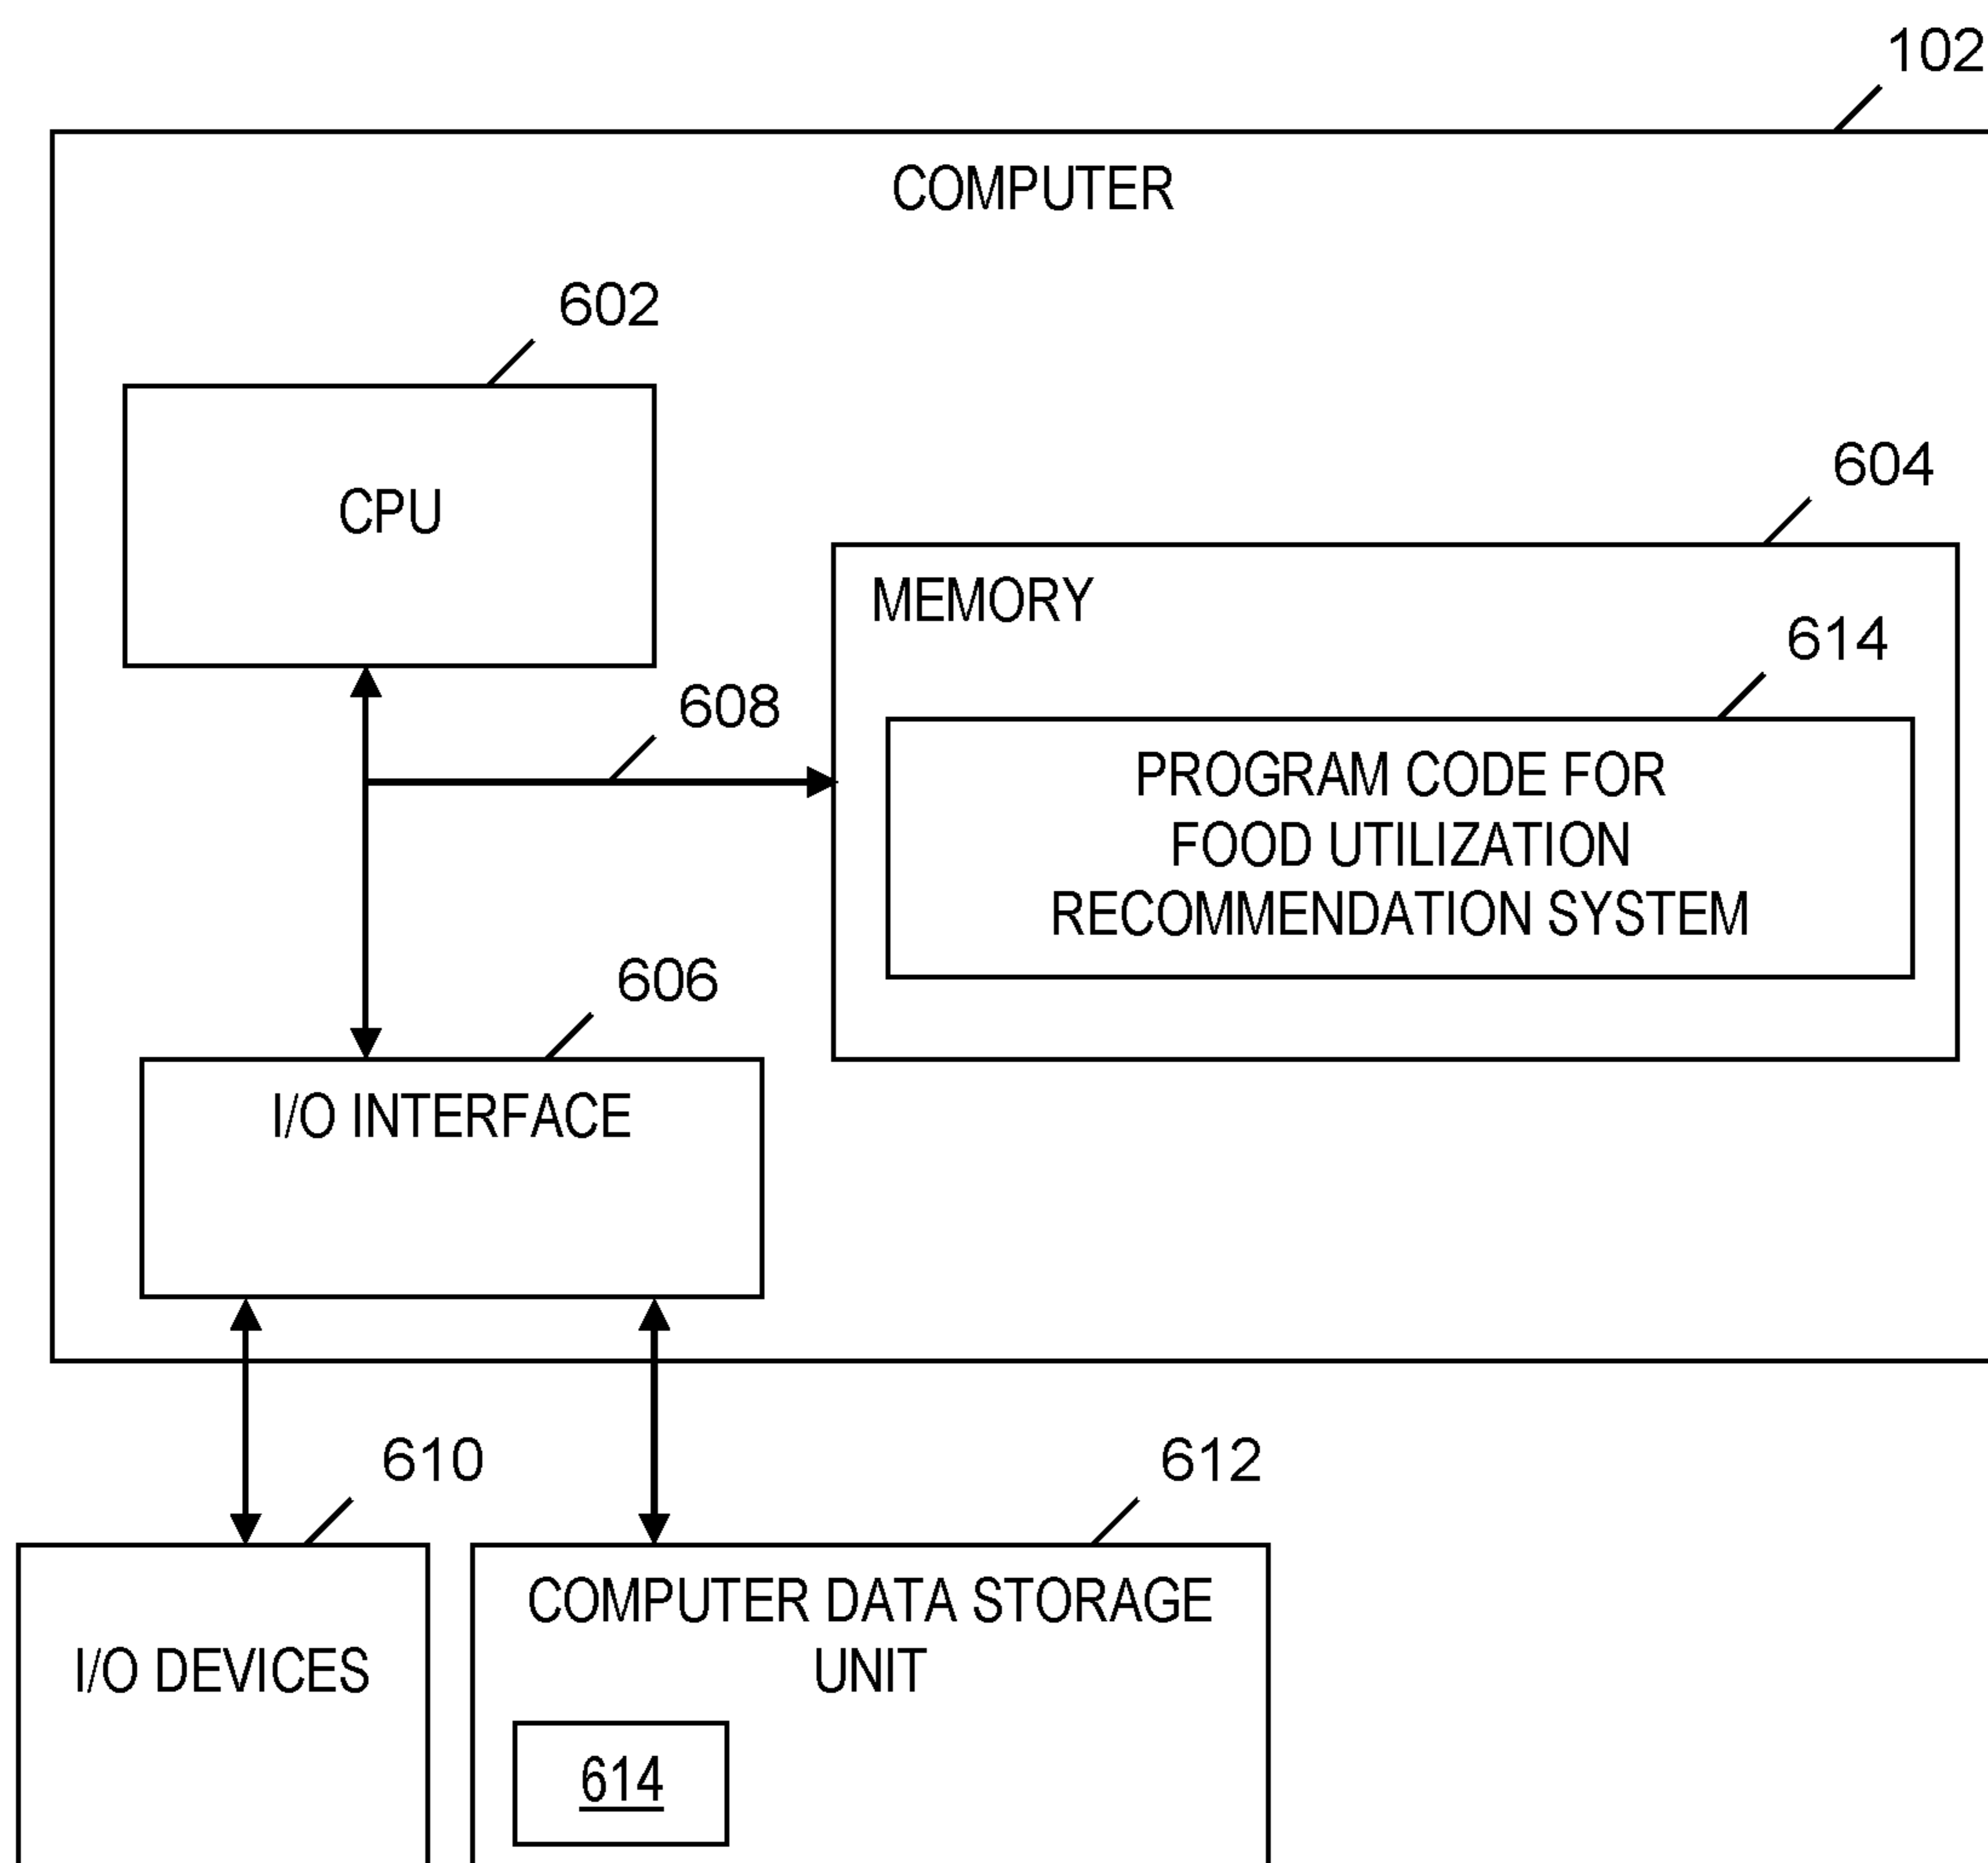 102
COMPUTER
602
CPU
604
MEMORY
614
608
PROGRAM CODE FOR
FOOD UTILIZATION
RECOMMENDATION SYSTEM
606
I/O INTERFACE
610
612
I/O DEVICES
COMPUTER DATA STORAGE
UNIT
614